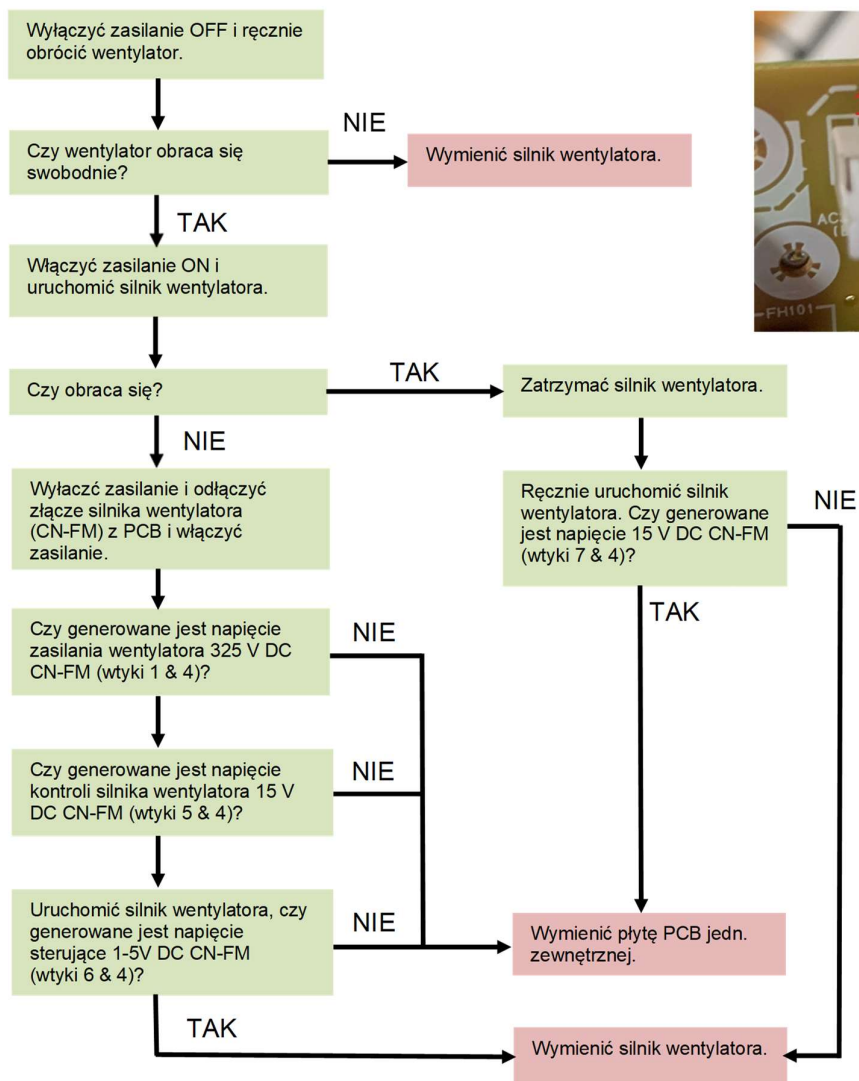 Wyłączyć zasilanie OFF i ręcznie
obrócić wentylator.
NIE
Czy wentylator obraca się
swobodnie?
Wymienić silnik wentylatora.
TAK
Włączyć zasilanie ON i
uruchomić silnik wentylatora.
FH101
Czy obraca się?
TAK
Zatrzymać silnik wentylatora.
NIE
Wyłaczć zasilanie i odłączyć
złącze silnika wentylatora
(CN-FM) z PCB i włączyć
zasilanie.
Ręcznie uruchomić silnik
wentylatora. Czy generowane
jest napięcie 15 V DC CN-FM
(wtyki 7 & 4)?
NIE
TAK
Czy generowane jest napięcie
zasilania wentylatora 325 V DC
CN-FM (wtyki 1 & 4)?
NIE
Czy generowane jest napięcie
kontroli silnika wentylatora 15 V
DC CN-FM (wtyki 5 & 4)?
NIE
Uruchomić silnik wentylatora, czy
generowane jest napięcie
sterujące 1-5V DC CN-FM
(wtyki 6 & 4)?
NIE
Wymienić płytę PCB jedn.
zewnętrznej.
TAK
Wymienić silnik wentylatora.